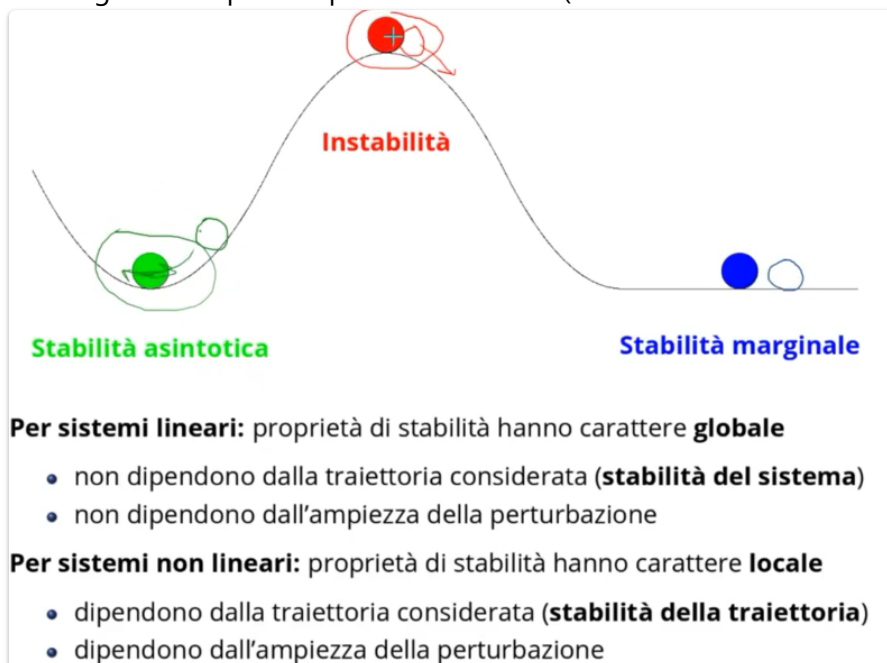 Instabilità
Stabilità asintotica
Stabilità marginale
Per sistemi lineari: proprietà di stabilità hanno carattere globale
non dipendono dalla traiettoria considerata (stabilità del sistema)
non dipendono dall'ampiezza della perturbazione
Per sistemi non lineari: proprietà di stabilità hanno carattere locale
dipendono dalla traiettoria considerata (stabilità della traiettoria)
dipendono dall'ampiezza della perturbazione